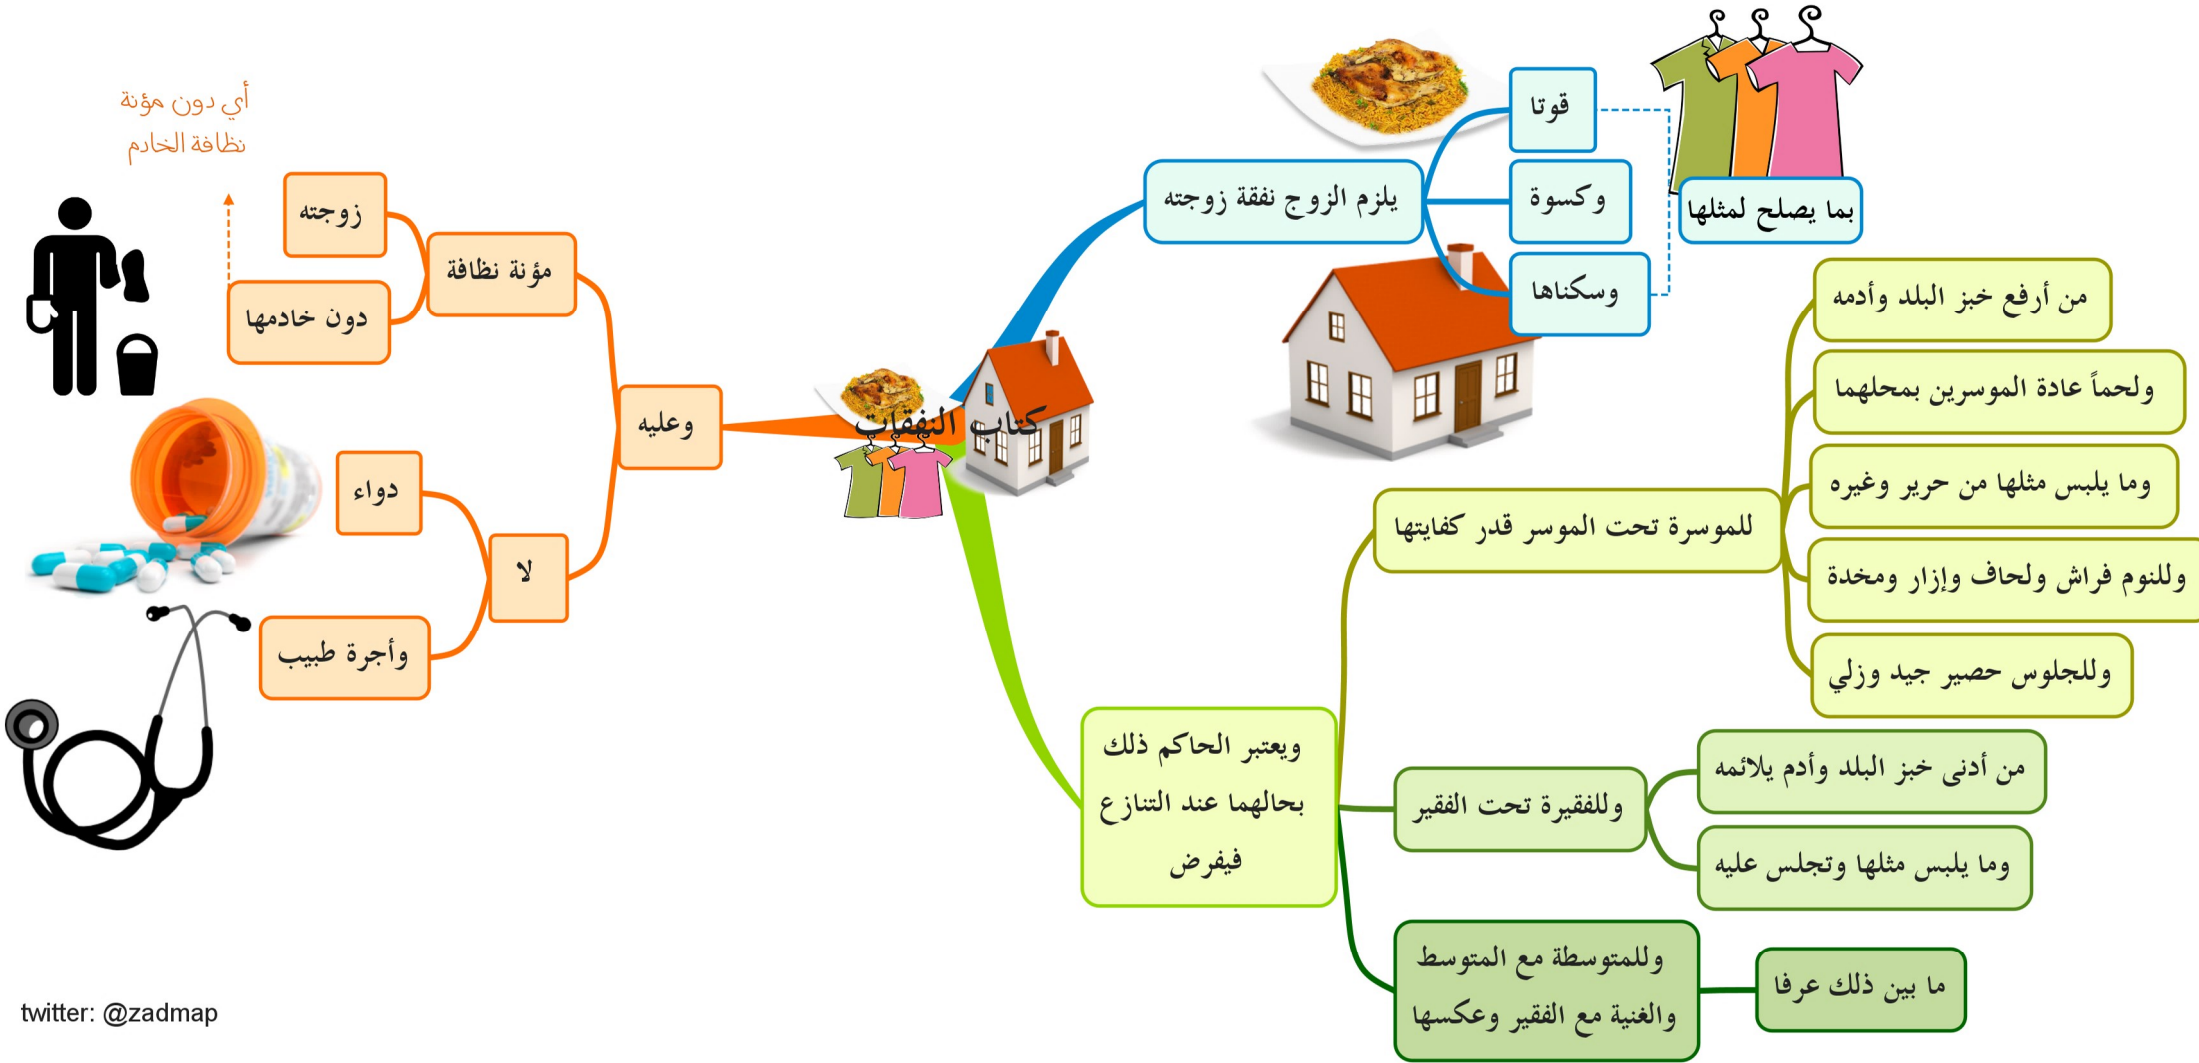 كتاب النفقات
يلزم الزوج نفقة زوجته
قوتا
وكسوة
وسكناها
بما يصلح لمثلها
ويعتبر الحاكم ذلك
بحالهما عند التنازع
فيفرض
للموسرة تحت الموسر قدر كفايتها
من أرفع خبز البلد وأدمه
ولحماً عادة الموسرين بمحلهما
وما يلبس مثلها من حرير وغيره
وللنوم فراش ولحاف وإزار ومخدة
وللجلوس حصير جيد وزلي
وللفقيرة تحت الفقير
من أدنى خبز البلد وأدم يلائمه
وما يلبس مثلها وتجلس عليه
وللمتوسطة مع المتوسط
والغنية مع الفقير وعكسها
ما بين ذلك عرفا
وعليه
مؤنة نظافة
زوجته
دون خادمها
أي دون مؤنة
نظافة الخادم
لا
دواء
وأجرة طبيب
twitter: @zadmap